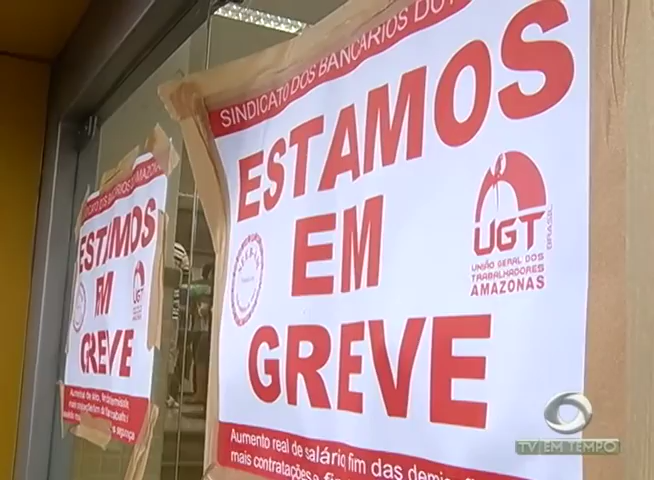 SINDICATO DOS BANCÁRIOS DO
ESTAMOS
EM
GREVE
UGT
BRASIL
UNIÃO GERAL DOS
TRABALHADORES
AMAZONAS
Aumento real de salário, fim das
mais contratações e
ESTAMOS
EM
GREVE
UGT
TV EM TEMPO